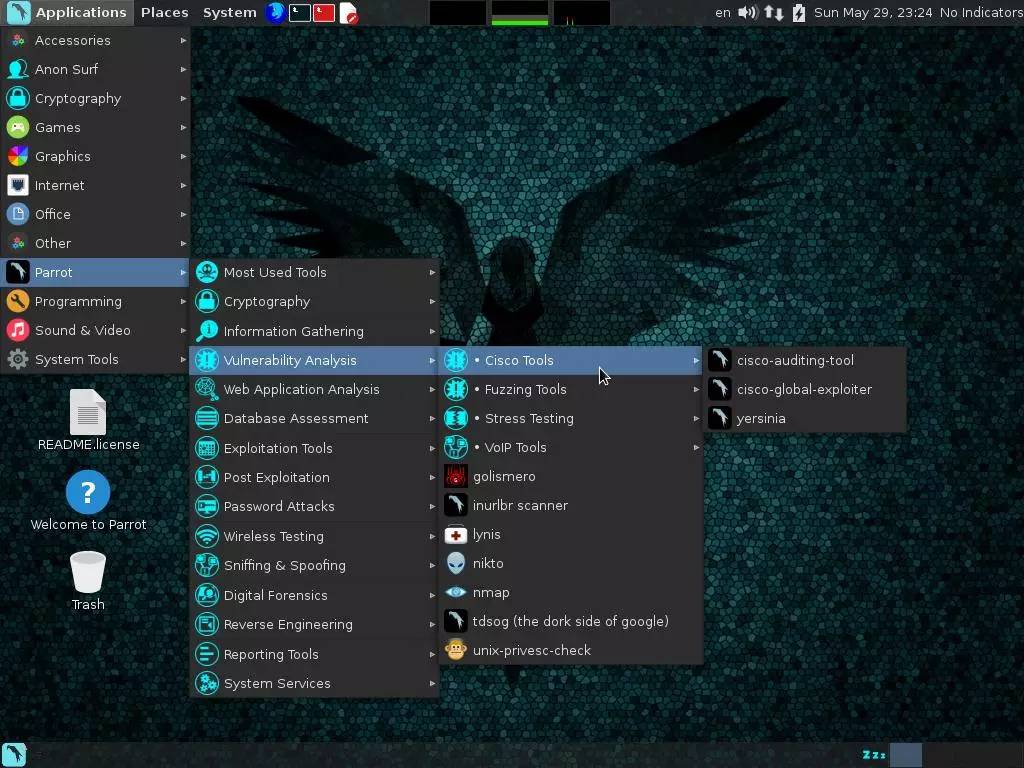 Applications Places System en Sun May 29, 23:24 No Indicators
Accessories
Anon Surf
Cryptography
Games
Graphics
Internet
Office
Other
Parrot
Programming
Sound & Video
System Tools
Most Used Tools
Cryptography
Information Gathering
Vulnerability Analysis
Web Application Analysis
Database Assessment
Exploitation Tools
Post Exploitation
Password Attacks
Wireless Testing
Sniffing & Spoofing
Digital Forensics
Reverse Engineering
Reporting Tools
System Services
• Cisco Tools
• Fuzzing Tools
• Stress Testing
• VoIP Tools
golismero
inurlbr scanner
lynis
nikto
nmap
tdsog (the dork side of google)
unix-privesc-check
cisco-auditing-tool
cisco-global-exploiter
yersinia
README.license
?
Welcome to Parrot
Trash
zzz